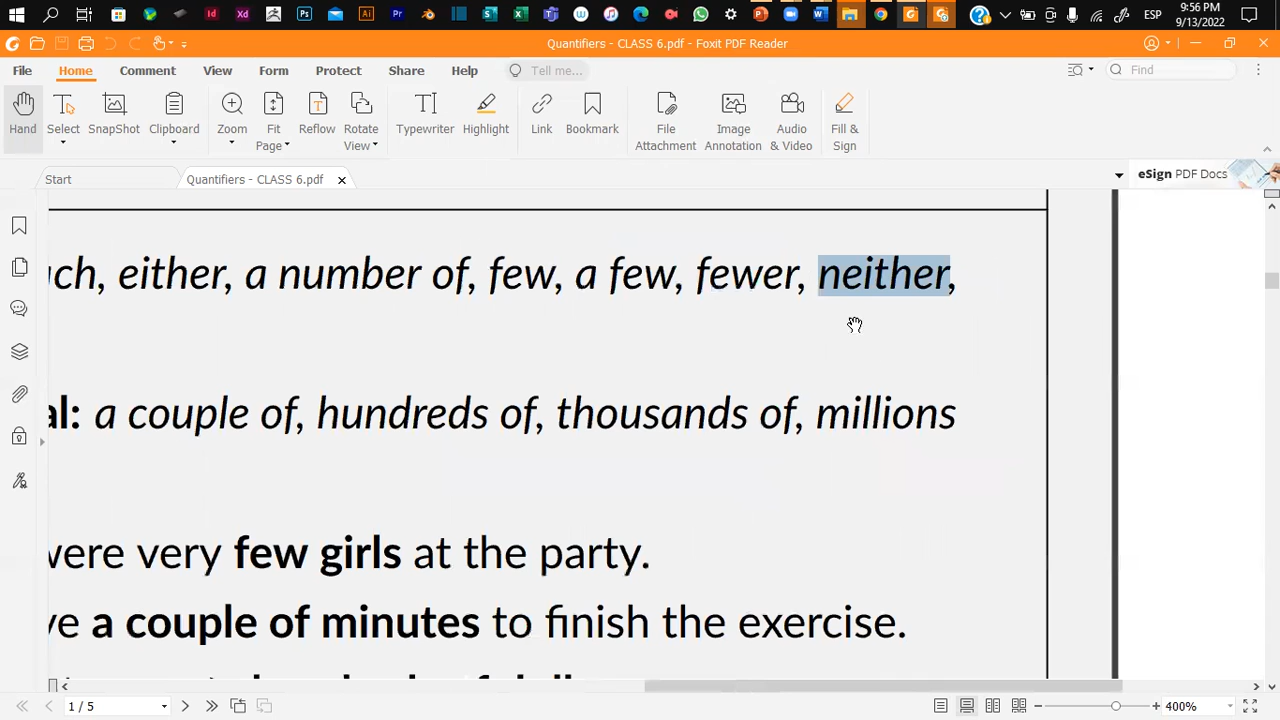 9:56 PM
ESP
9/13/2022
Quantifiers - CLASS 6.pdf - Foxit PDF Reader
File Home Comment View Form Protect Share Help Tell me... Find
Hand Select SnapShot Clipboard Zoom Fit Page Reflow Rotate View Typewriter Highlight Link Bookmark File Attachment Image Annotation Audio & Video Fill & Sign
Start Quantifiers - CLASS 6.pdf eSign PDF Docs
ch, either, a number of, few, a few, fewer, neither,
al: a couple of, hundreds of, thousands of, millions
were very few girls at the party.
ve a couple of minutes to finish the exercise.
1 / 5 400%